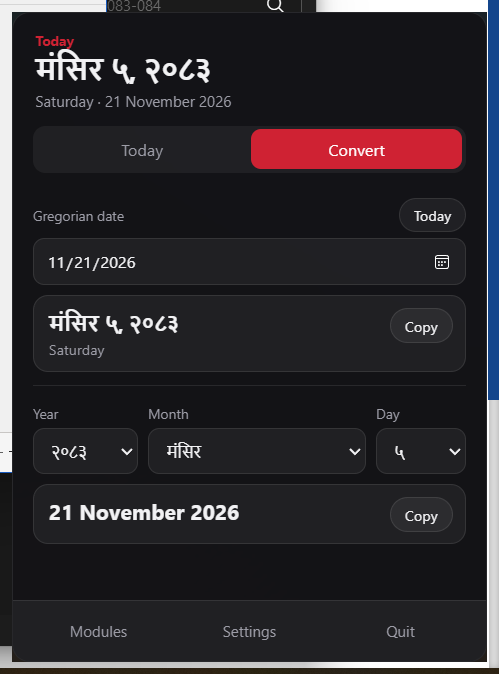 083-084
Today
मंसिर ५, २०८३
Saturday · 21 November 2026
Today
Convert
Gregorian date
Today
11/21/2026
मंसिर ५, २०८३
Copy
Saturday
Year
Month
Day
२०८३
मंसिर
५
21 November 2026
Copy
Modules
Settings
Quit